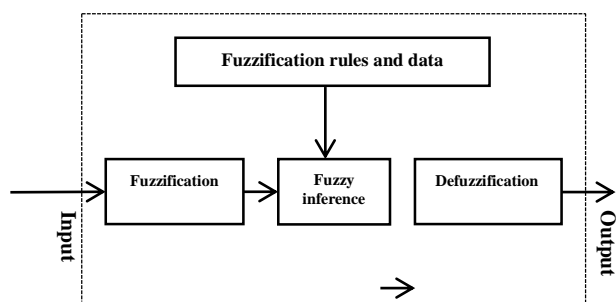 Fuzzification rules and data
Fuzzification
Fuzzy
inference
Defuzzification
Input
Output